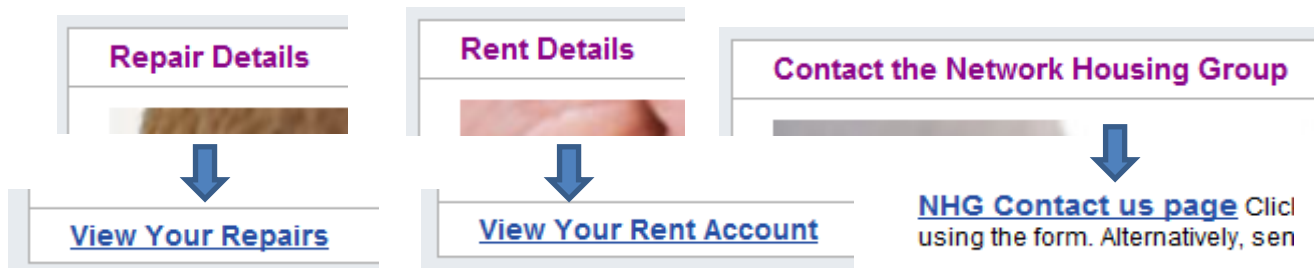 Repair Details
Rent Details
Contact the Network Housing Group
View Your Repairs
View Your Rent Account
NHG Contact us page Clic
using the form. Alternatively, sen